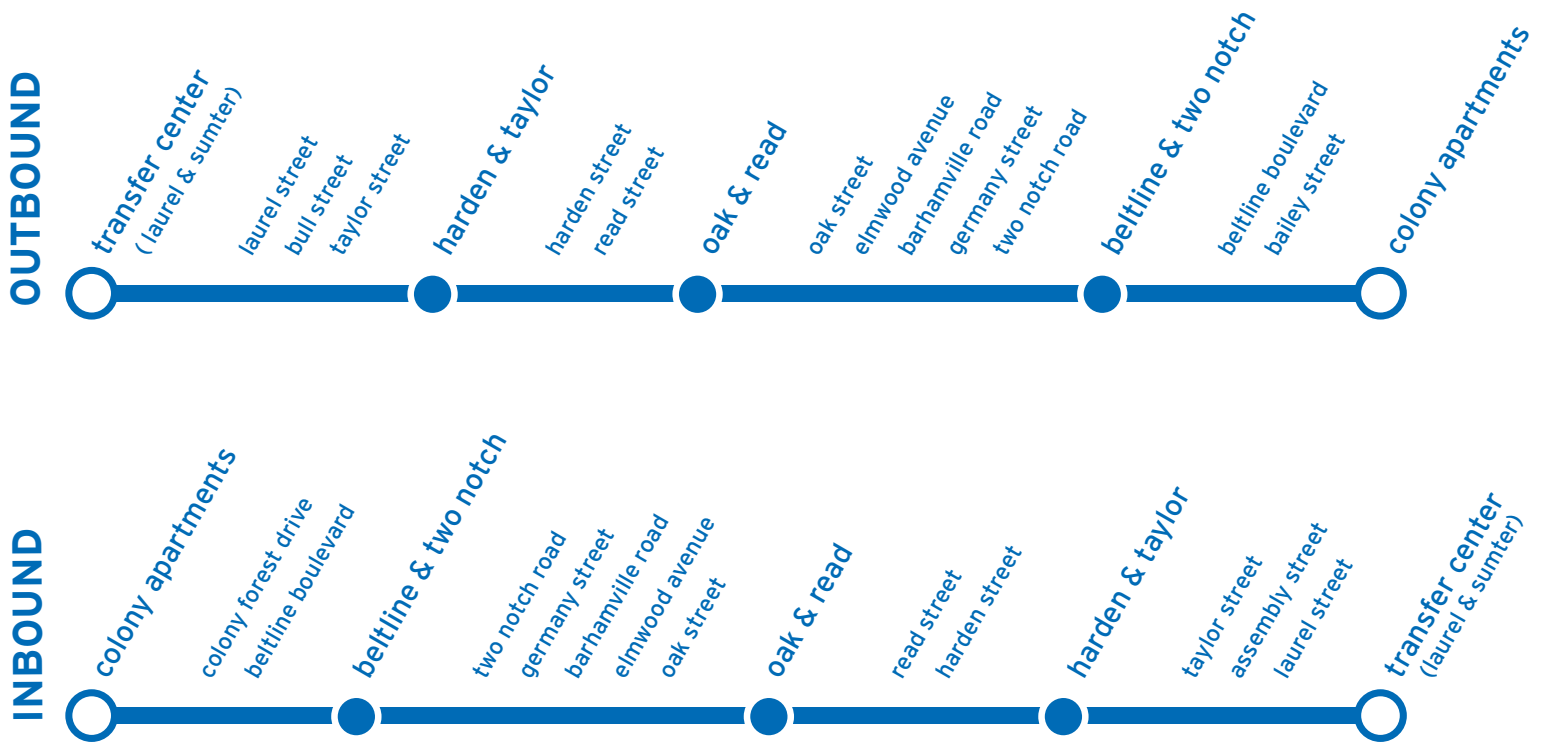 OUTBOUND
transfer center
( laurel & sumter)
laurel street
bull street
taylor street
harden & taylor
harden street
read street
oak & read
oak street
elmwood avenue
barhamville road
germany street
two notch road
beltline & two notch
beltline boulevard
bailey street
colony apartments
INBOUND
colony apartments
colony forest drive
beltline boulevard
beltline & two notch
two notch road
germany street
barhamville road
elmwood avenue
oak street
oak & read
read street
harden street
harden & taylor
taylor street
assembly street
laurel street
transfer center
(laurel & sumter)